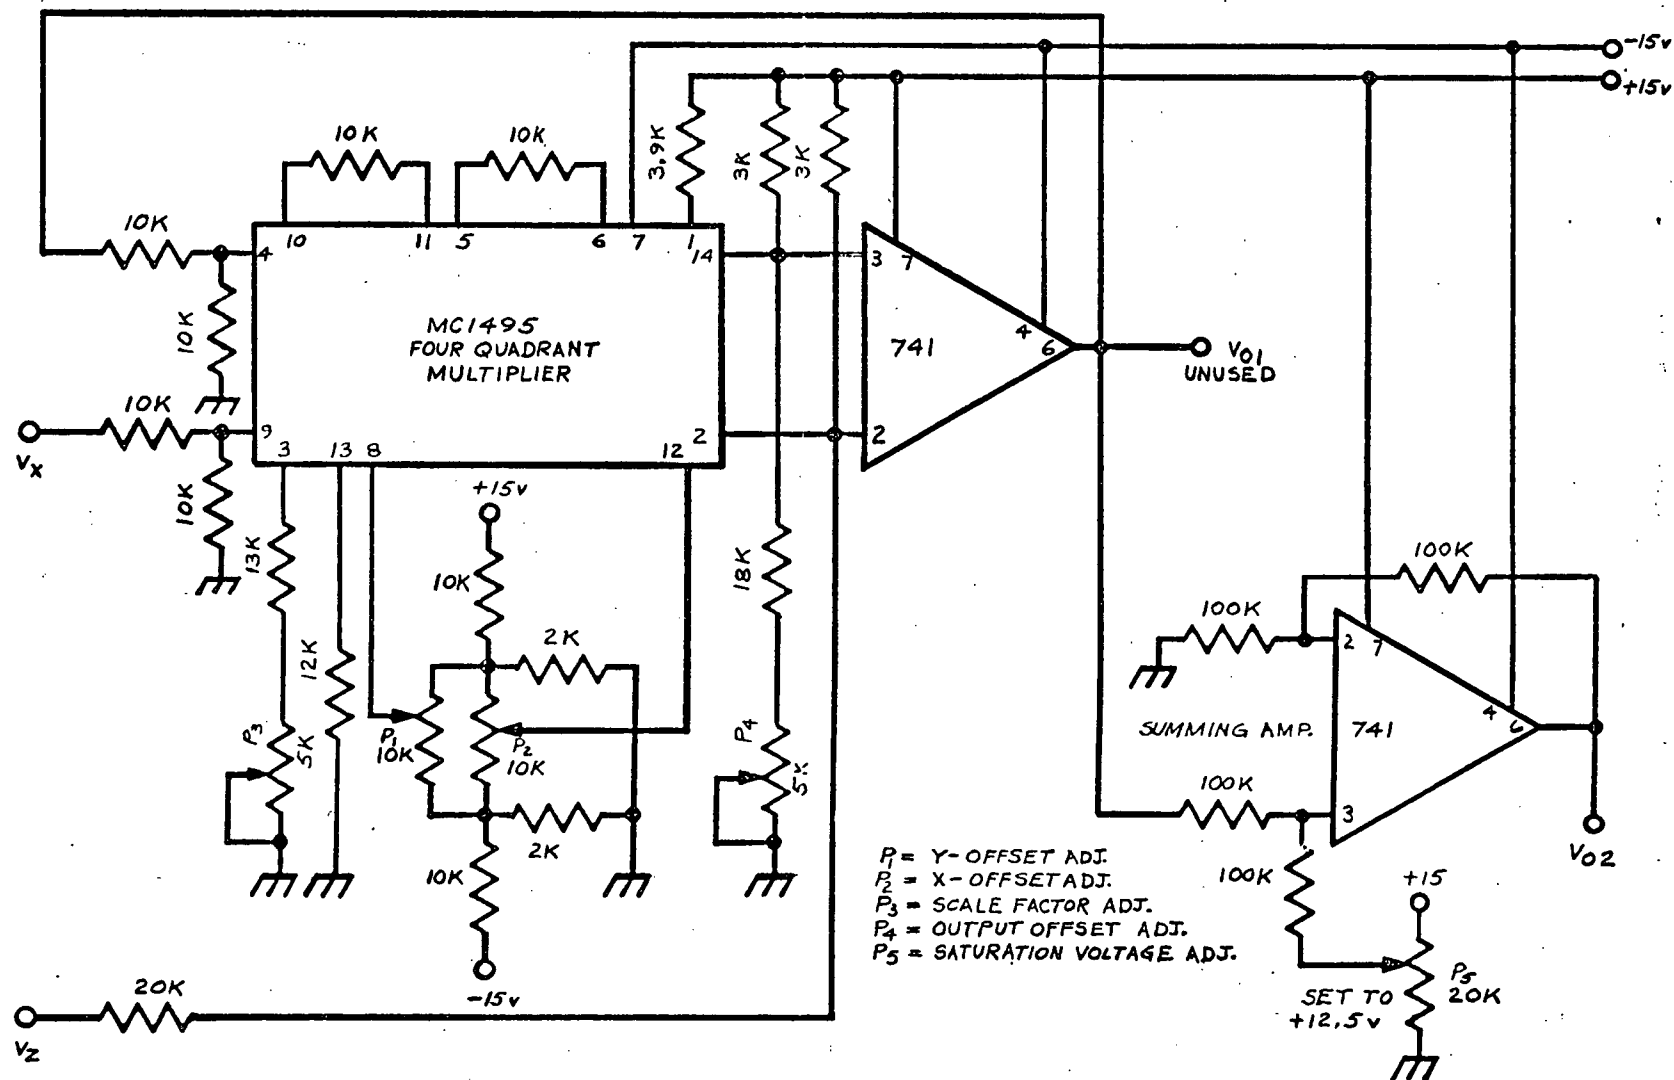 -15v
+15v
10K
10K
3.9K
3K
3K
10K
10 11 5 6 7 1
4 14
3 7
10K
MC1495
FOUR QUADRANT
MULTIPLIER
741
4
6
V01
UNUSED
10K
9
2
2
VX
3 13 8 12
10K
+15v
13K
10K
18K
100K
100K
2K
12K
2 7
P3
5K
P1
10K
P2
10K
P4
5K
SUMMING AMP.
741
4
6
100K
3
2K
10K
V02
P1 = Y-OFFSET ADJ.
P2 = X-OFFSET ADJ.
P3 = SCALE FACTOR ADJ.
P4 = OUTPUT OFFSET ADJ.
P5 = SATURATION VOLTAGE ADJ.
100K
+15
-15v
P5
20K
SET TO
+12.5v
20K
VZ